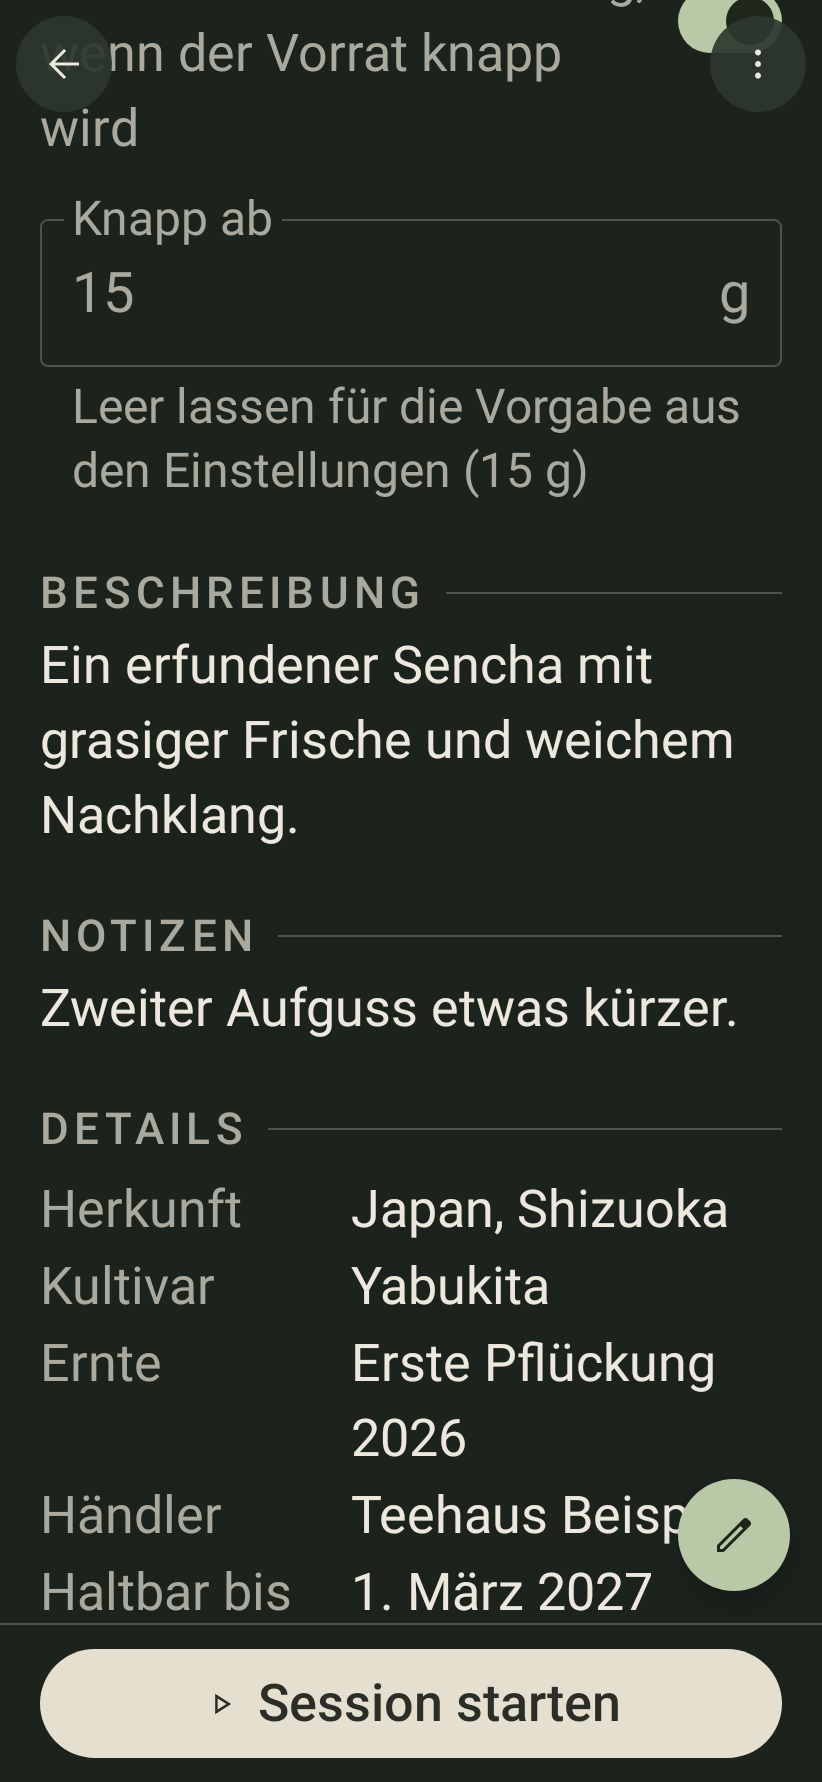 wenn der Vorrat knapp
wird
Knapp ab
15 g
Leer lassen für die Vorgabe aus
den Einstellungen (15 g)
BESCHREIBUNG
Ein erfundener Sencha mit
grasiger Frische und weichem
Nachklang.
NOTIZEN
Zweiter Aufguss etwas kürzer.
DETAILS
Herkunft Japan, Shizuoka
Kultivar Yabukita
Ernte Erste Pflückung
2026
Händler Teehaus
Haltbar bis 1. März 2027
Session starten